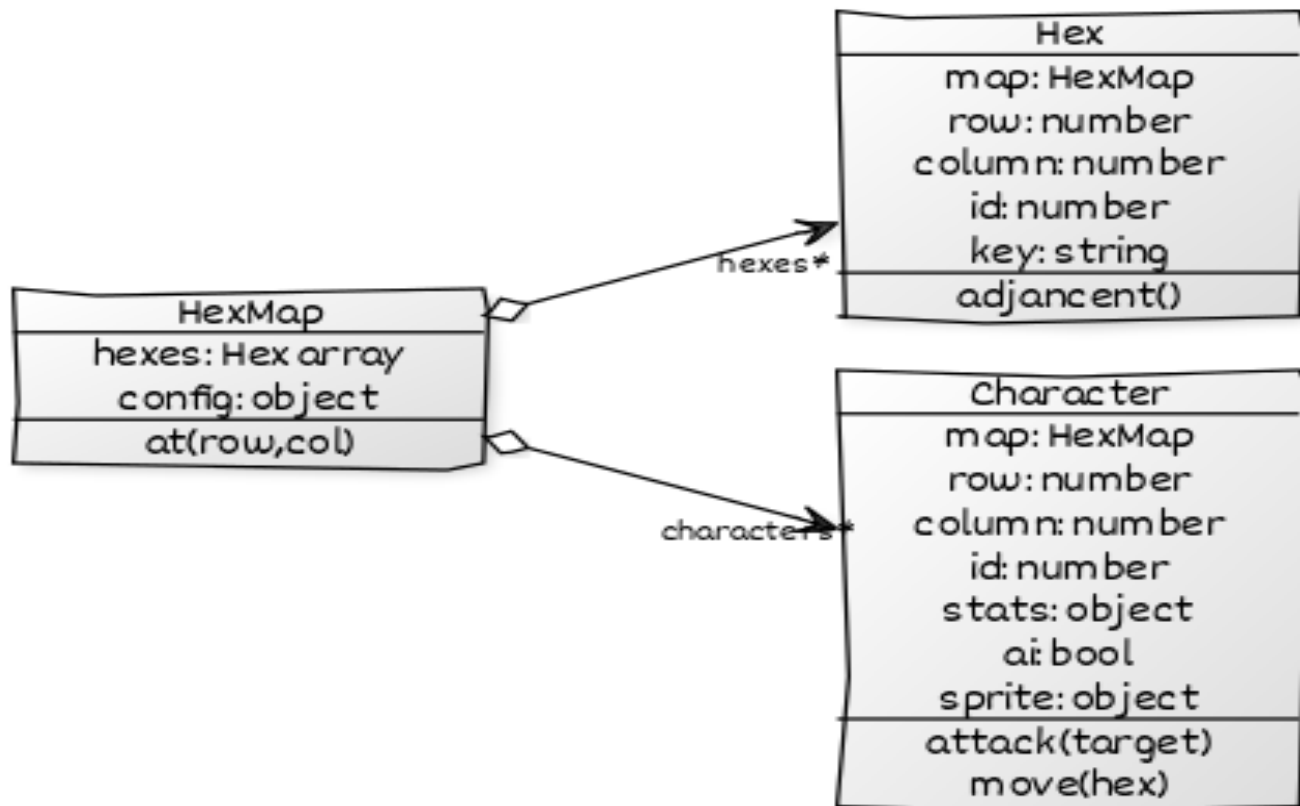 HexMap
hexes: Hex array
config: object
at(row,col)
hexes*
characters*
Hex
map: HexMap
row: number
column: number
id: number
key: string
adjancent()
Character
map: HexMap
row: number
column: number
id: number
stats: object
ai: bool
sprite: object
attack(target)
move(hex)